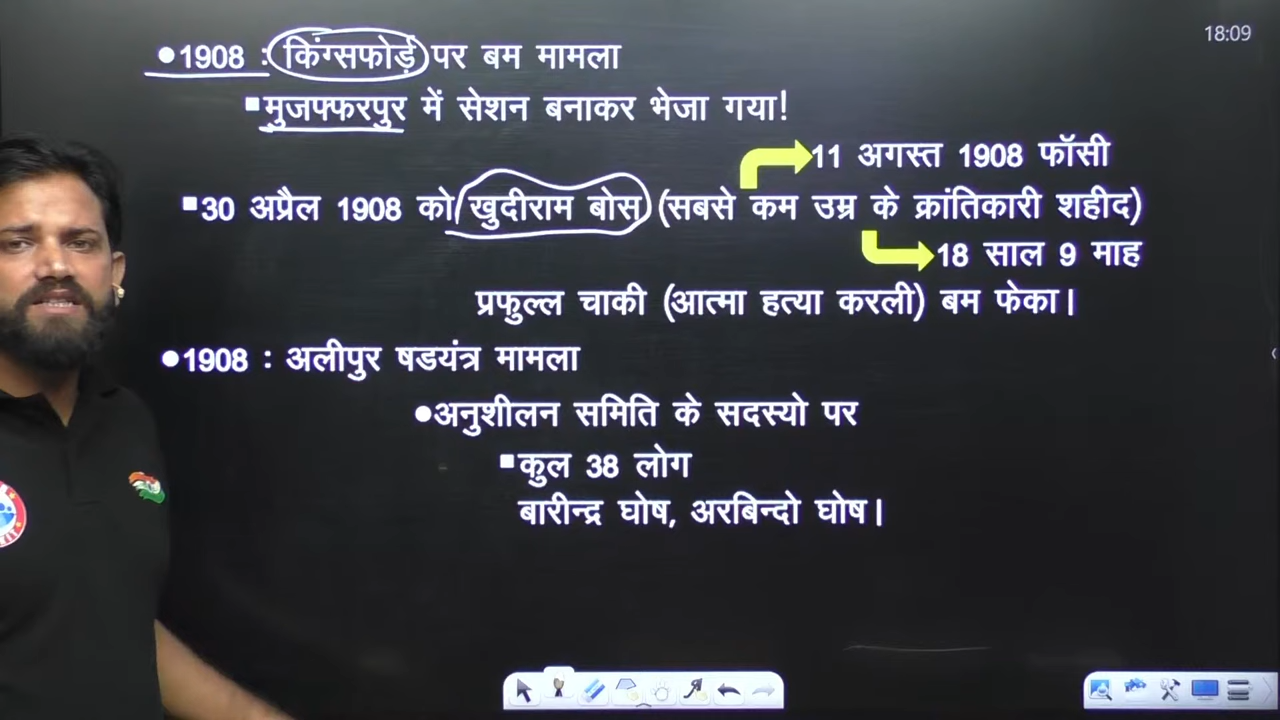 18:09
●1908 : किंग्सफोर्ड़ पर बम मामला
▪मुजफ्फरपुर में सेशन बनाकर भेजा गया!
11 अगस्त 1908 फॉसी
▪30 अप्रैल 1908 को खुदीराम बोस (सबसे कम उम्र के क्रांतिकारी शहीद)
18 साल 9 माह
प्रफुल्ल चाकी (आत्मा हत्या करली) बम फेका।
●1908 : अलीपुर षडयंत्र मामला
●अनुशीलन समिति के सदस्यो पर
▪कुल 38 लोग
बारीन्द्र घोष, अरबिन्दो घोष।